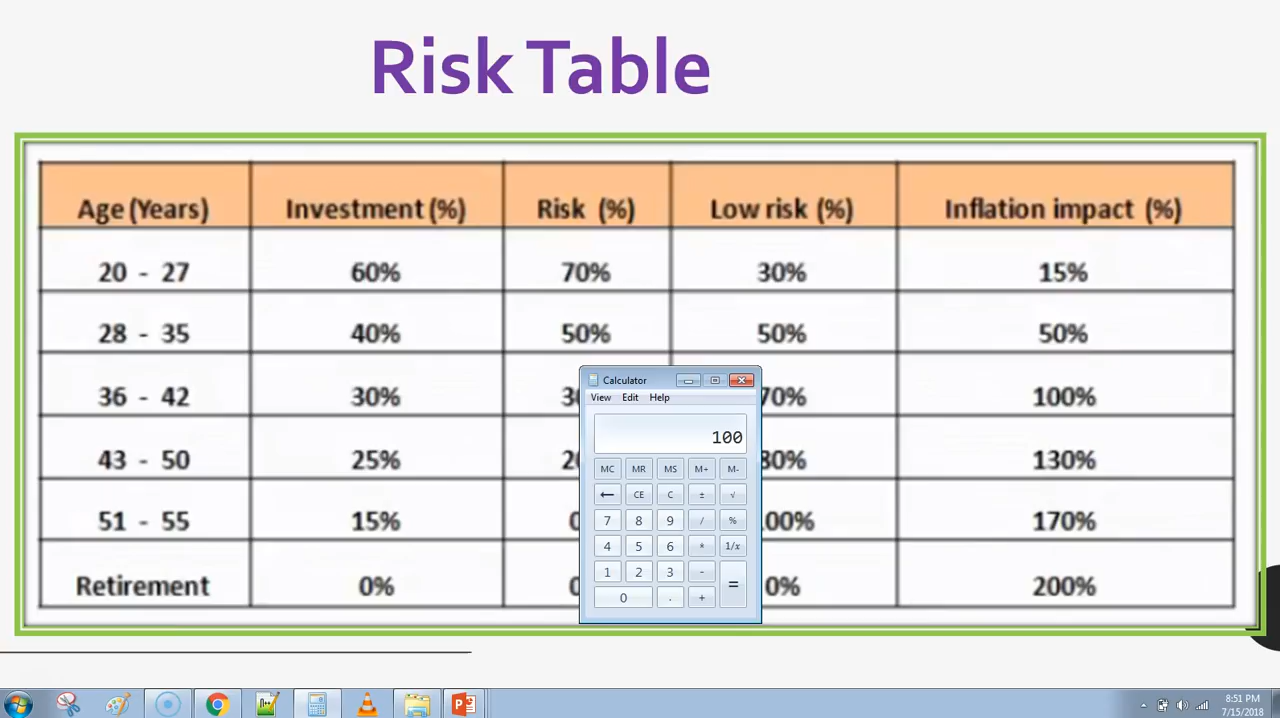 Risk Table
Age (Years) Investment (%) Risk (%) Low risk (%) Inflation impact (%)
20 - 27 60% 70% 30% 15%
28 - 35 40% 50% 50% 50%
36 - 42 30% 70% 100%
43 - 50 25% 80% 130%
51 - 55 15% 170%
Retirement 0% 0% 200%
Calculator
View Edit Help
100
MC MR MS M+ M-
← CE C ± √
7 8 9 / %
4 5 6 * 1/x
1 2 3 -
=
0 . +
8:51 PM
7/15/2018